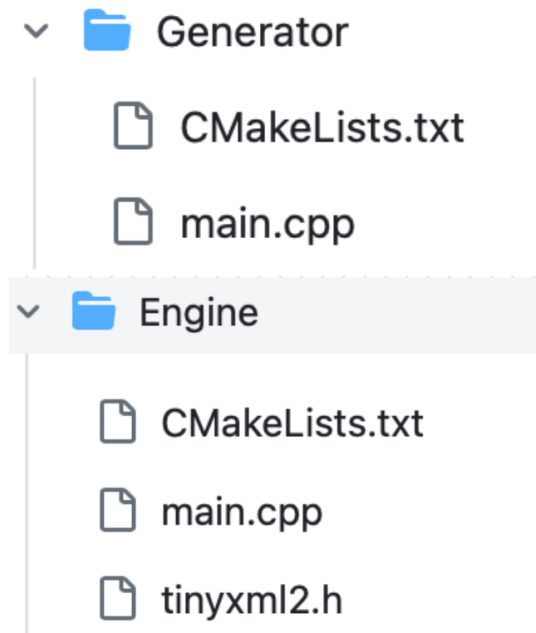 Generator
CMakeLists.txt
main.cpp
Engine
CMakeLists.txt
main.cpp
tinyxml2.h